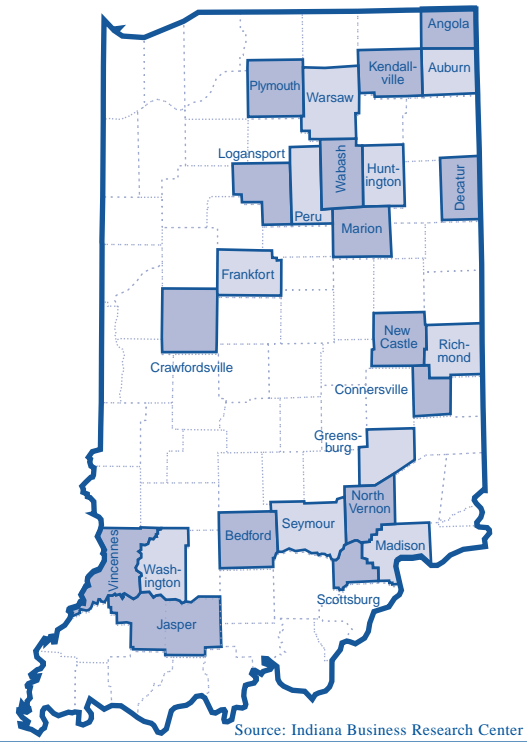 Angola
Kendall-
ville
Auburn
Plymouth
Warsaw
Logansport
Wabash
Hunt-
ington
Decatur
Peru
Marion
Frankfort
Crawfordsville
New
Castle
Rich-
mond
Connersville
Greens-
burg
North
Vernon
Seymour
Bedford
Madison
Vincennes
Wash-
ington
Scottsburg
Jasper
Source: Indiana Business Research Center